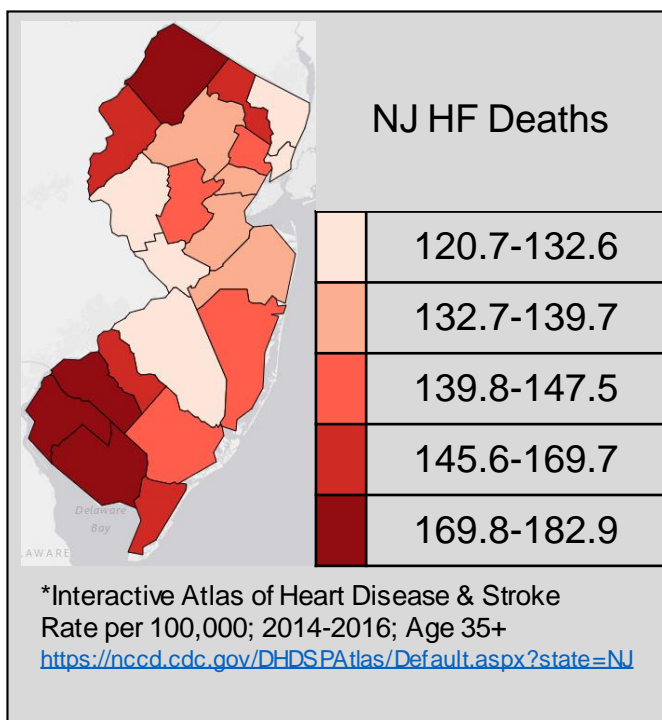 NJ HF Deaths
120.7-132.6
132.7-139.7
139.8-147.5
145.6-169.7
169.8-182.9
Delaware
Bay
LAWARE
*Interactive Atlas of Heart Disease & Stroke
Rate per 100,000; 2014-2016; Age 35+
https://nccd.cdc.gov/DHDSPAtlas/Default.aspx?state=NJ